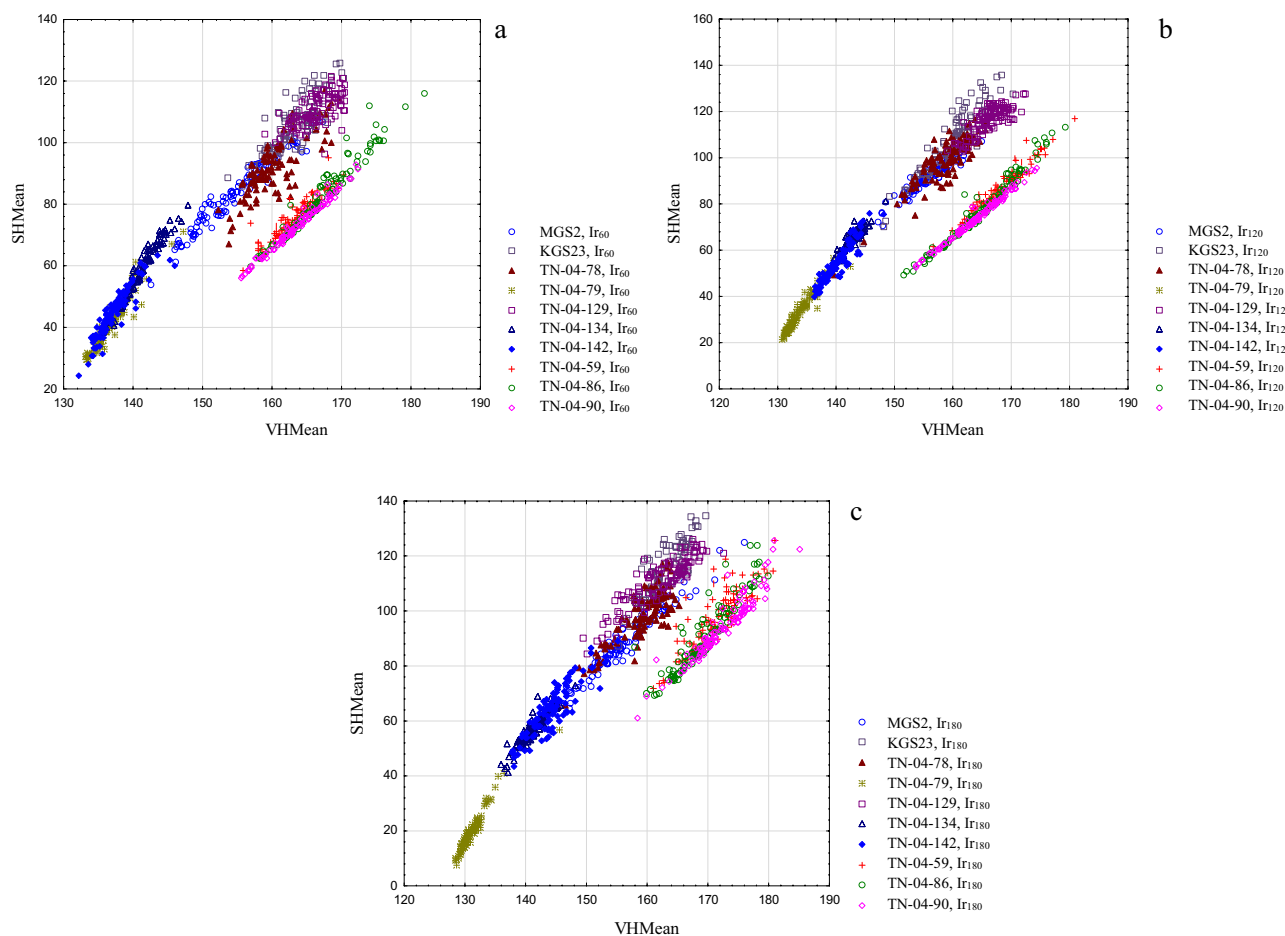 a
140
120
100
80
60
40
20
SHMean
130 140 150 160 170 180 190
VHMean
MGS2, Ir₆₀
KGS23, Ir₆₀
TN-04-78, Ir₆₀
TN-04-79, Ir₆₀
TN-04-129, Ir₆₀
TN-04-134, Ir₆₀
TN-04-142, Ir₆₀
TN-04-59, Ir₆₀
TN-04-86, Ir₆₀
TN-04-90, Ir₆₀
b
160
140
120
100
80
60
40
20
0
SHMean
120 130 140 150 160 170 180 190
VHMean
MGS2, Ir₁₂₀
KGS23, Ir₁₂₀
TN-04-78, Ir₁₂₀
TN-04-79, Ir₁₂₀
TN-04-129, Ir₁₂
TN-04-134, Ir₁₂
TN-04-142, Ir₁₂
TN-04-59, Ir₁₂₀
TN-04-86, Ir₁₂₀
TN-04-90, Ir₁₂₀
c
140
120
100
80
60
40
20
0
SHMean
120 130 140 150 160 170 180 190
VHMean
MGS2, Ir₁₈₀
KGS23, Ir₁₈₀
TN-04-78, Ir₁₈₀
TN-04-79, Ir₁₈₀
TN-04-129, Ir₁₈₀
TN-04-134, Ir₁₈₀
TN-04-142, Ir₁₈₀
TN-04-59, Ir₁₈₀
TN-04-86, Ir₁₈₀
TN-04-90, Ir₁₈₀